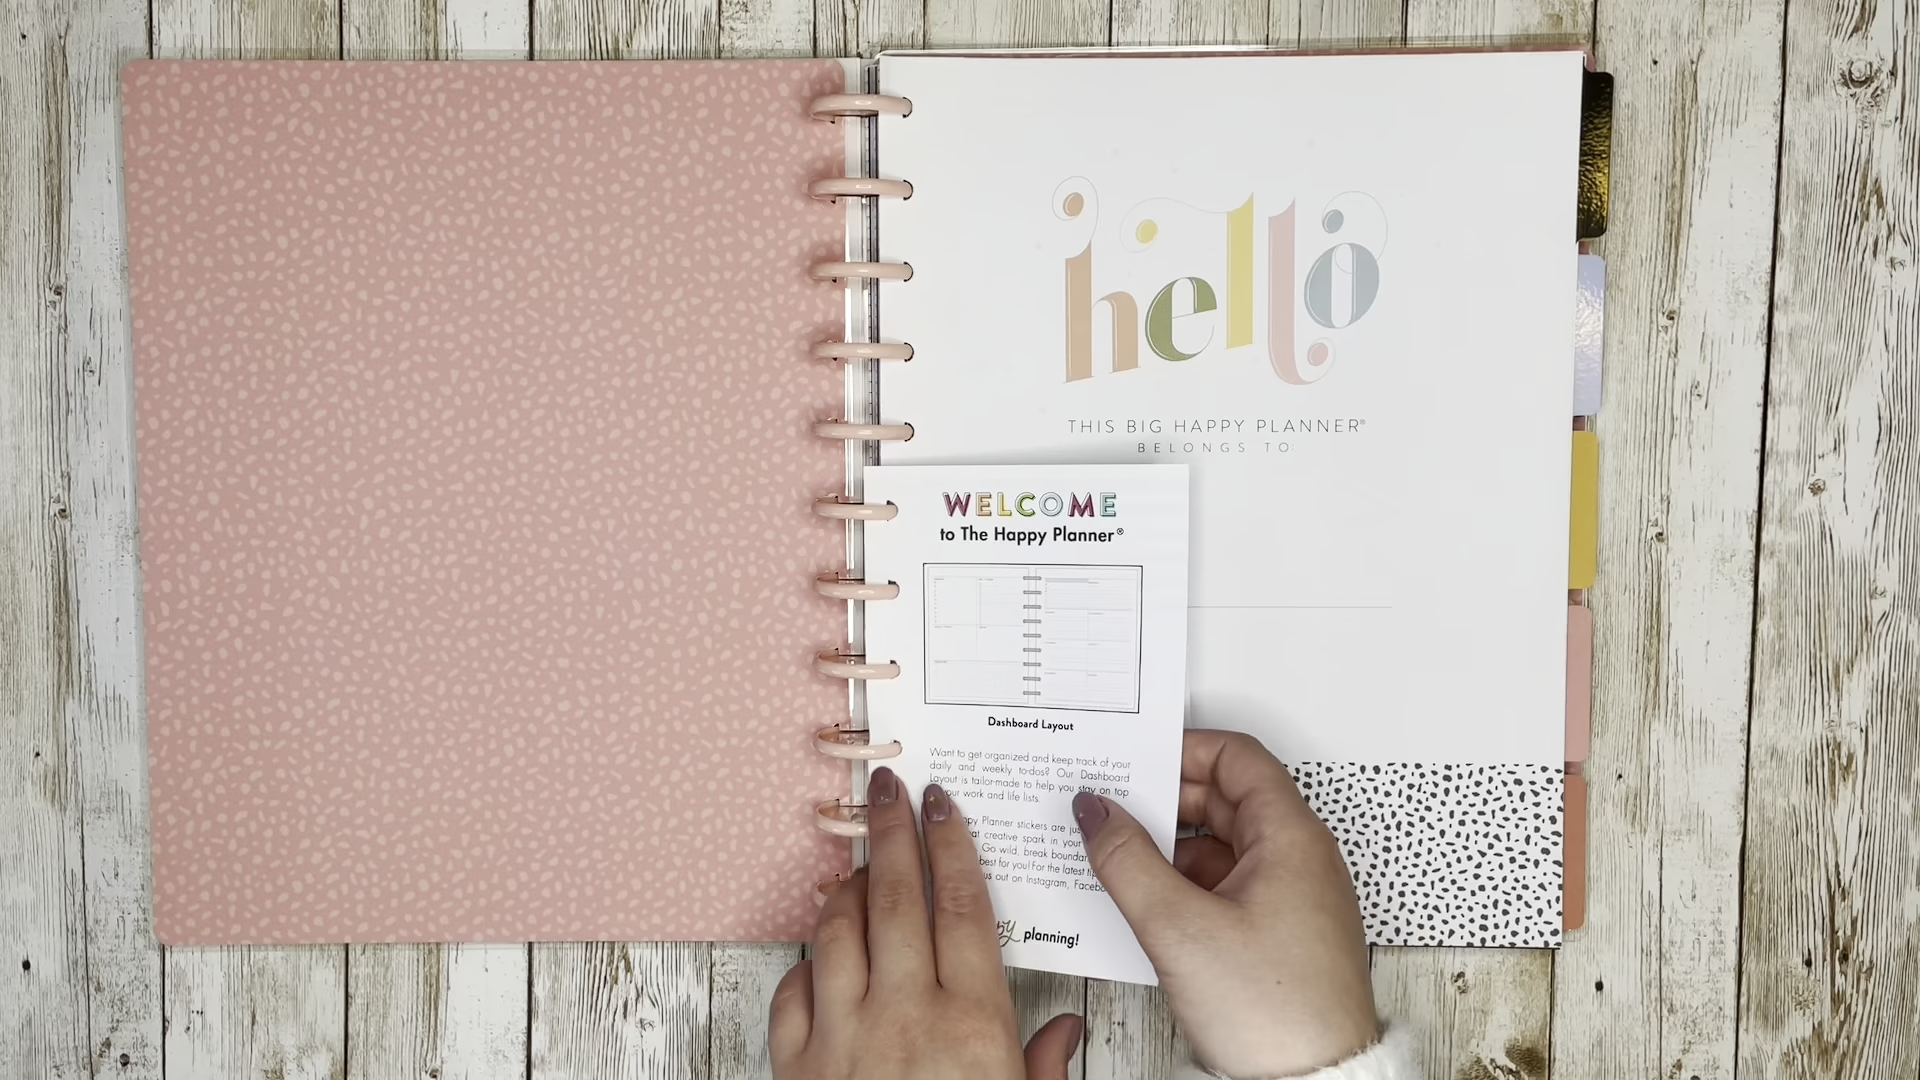 hello
THIS BIG HAPPY PLANNER®
BELONGS TO:
WELCOME
to The Happy Planner®
Dashboard Layout
Want to get organized and keep track of your
daily and weekly to-dos? Our Dashboard
Layout is tailor-made to help you stay on top
your work and life lists.
Planner stickers are
creative spark in your
Go wild, break
best for you! For the latest
us out on Instagram,
planning!